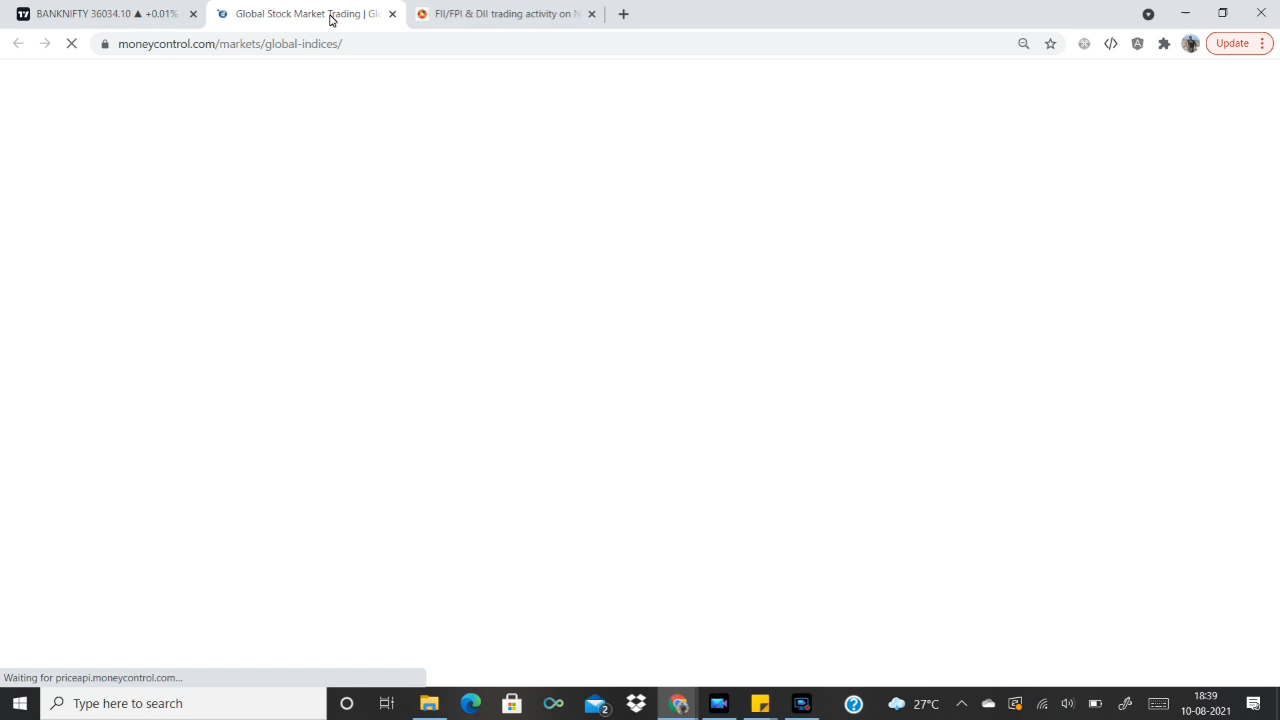 BANKNIFTY 36034.10 ▲ +0.01%
Global Stock Market Trading | Gl
FII/FPI & DII trading activity on N
moneycontrol.com/markets/global-indices/
Update
Waiting for priceapi.moneycontrol.com...
Type here to search
2
27°C
18:39
10-08-2021